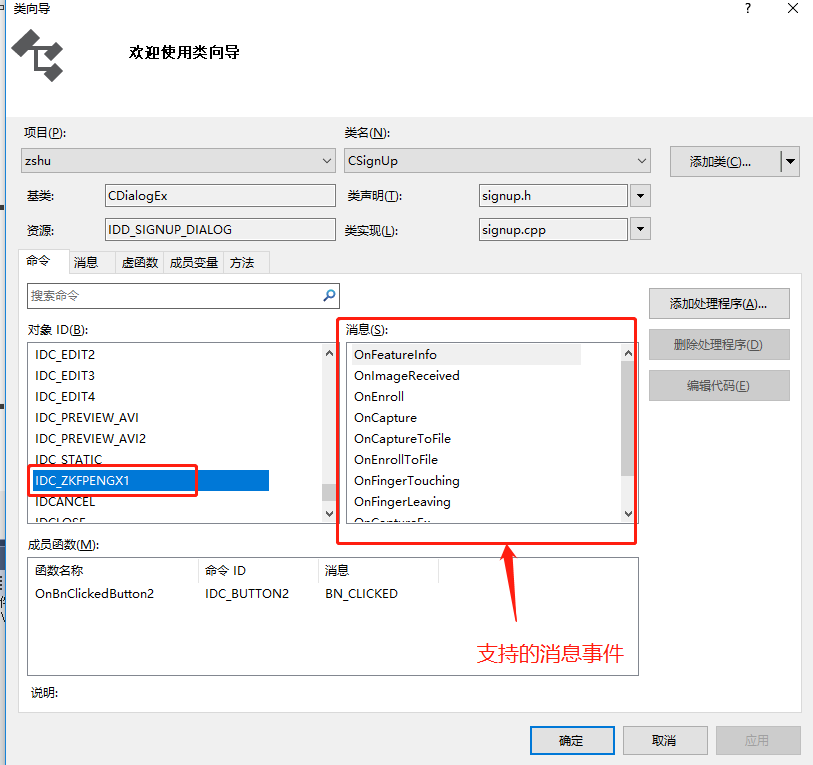 类向导
?
欢迎使用类向导
项目(P):
类名(N):
zshu
CSignUp
添加类(C)...
基类:
CDialogEx
类声明(T):
signup.h
资源:
IDD_SIGNUP_DIALOG
类实现(L):
signup.cpp
命令 消息 虚函数 成员变量 方法
搜索命令
添加处理程序(A)...
删除处理程序(D)
编辑代码(E)
对象 ID(B):
IDC_EDIT2
IDC_EDIT3
IDC_EDIT4
IDC_PREVIEW_AVI
IDC_PREVIEW_AVI2
IDC_STATIC
IDC_ZKFPENGX1
IDCANCEL
IDCLOSE
消息(S):
OnFeatureInfo
OnImageReceived
OnEnroll
OnCapture
OnCaptureToFile
OnEnrollToFile
OnFingerTouching
OnFingerLeaving
OnCaptureEx
成员函数(M):
函数名称 命令 ID 消息
OnBnClickedButton2 IDC_BUTTON2 BN_CLICKED
支持的消息事件
说明:
确定 取消 应用